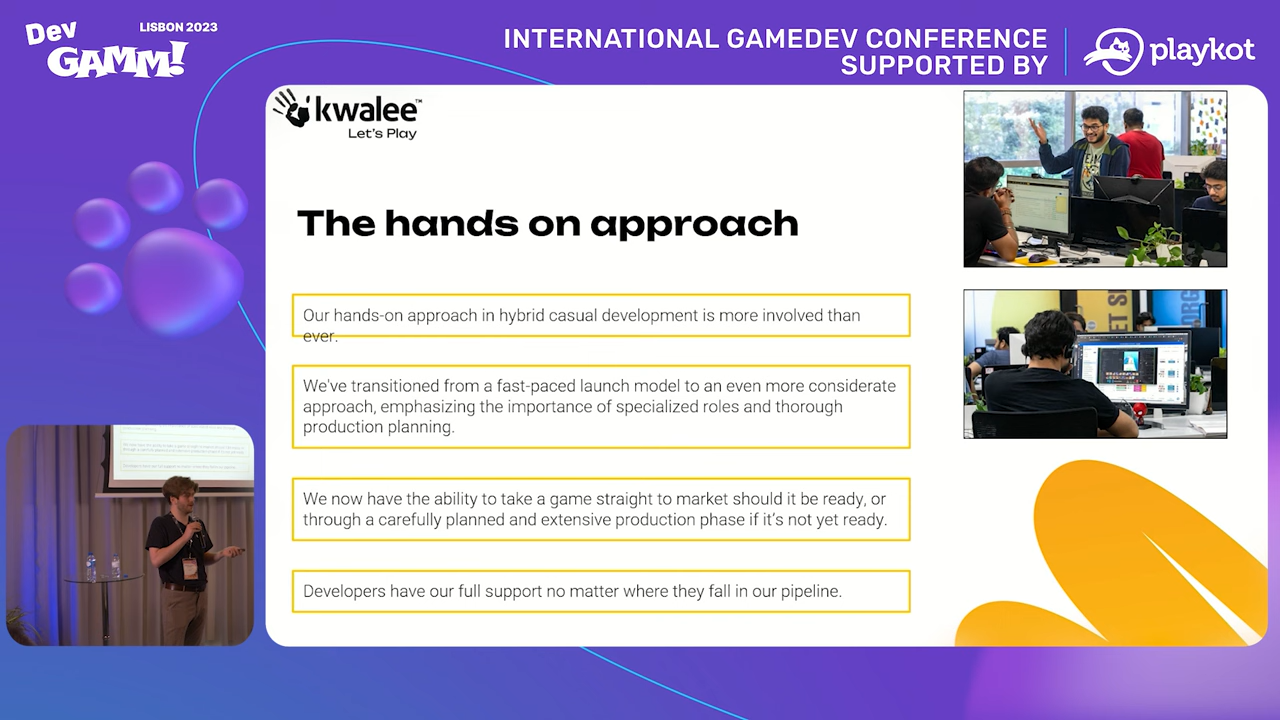 Dev
GAMM!
LISBON 2023
INTERNATIONAL GAMEDEV CONFERENCE
SUPPORTED BY
playkot
kwalee™
Let's Play
The hands on approach
Our hands-on approach in hybrid casual development is more involved than
ever.
We've transitioned from a fast-paced launch model to an even more considerate
approach, emphasizing the importance of specialized roles and thorough
production planning.
We now have the ability to take a game straight to market should it be ready, or
through a carefully planned and extensive production phase if it's not yet ready.
Developers have our full support no matter where they fall in our pipeline.